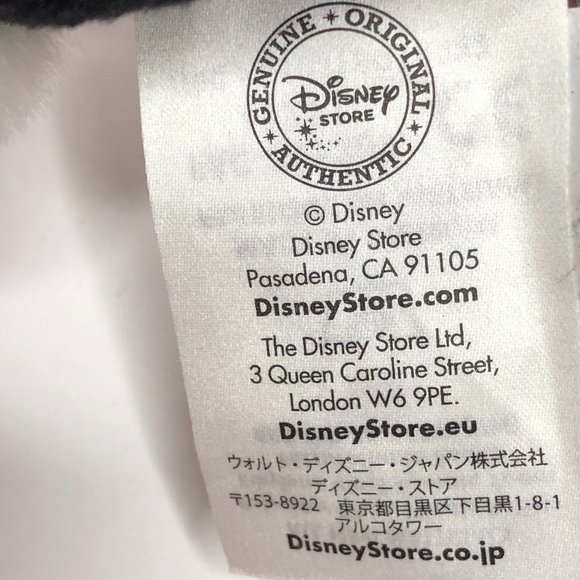 GENUINE ★ ORIGINAL ★ AUTHENTIC ★
Disney
STORE
© Disney
Disney Store
Pasadena, CA 91105
DisneyStore.com
The Disney Store Ltd,
3 Queen Caroline Street,
London W6 9PE.
DisneyStore.eu
ウォルト・ディズニー・ジャパン株式会社
ディズニー・ストア
〒153-8922 東京都目黒区下目黒1-8-1
アルコタワー
DisneyStore.co.jp